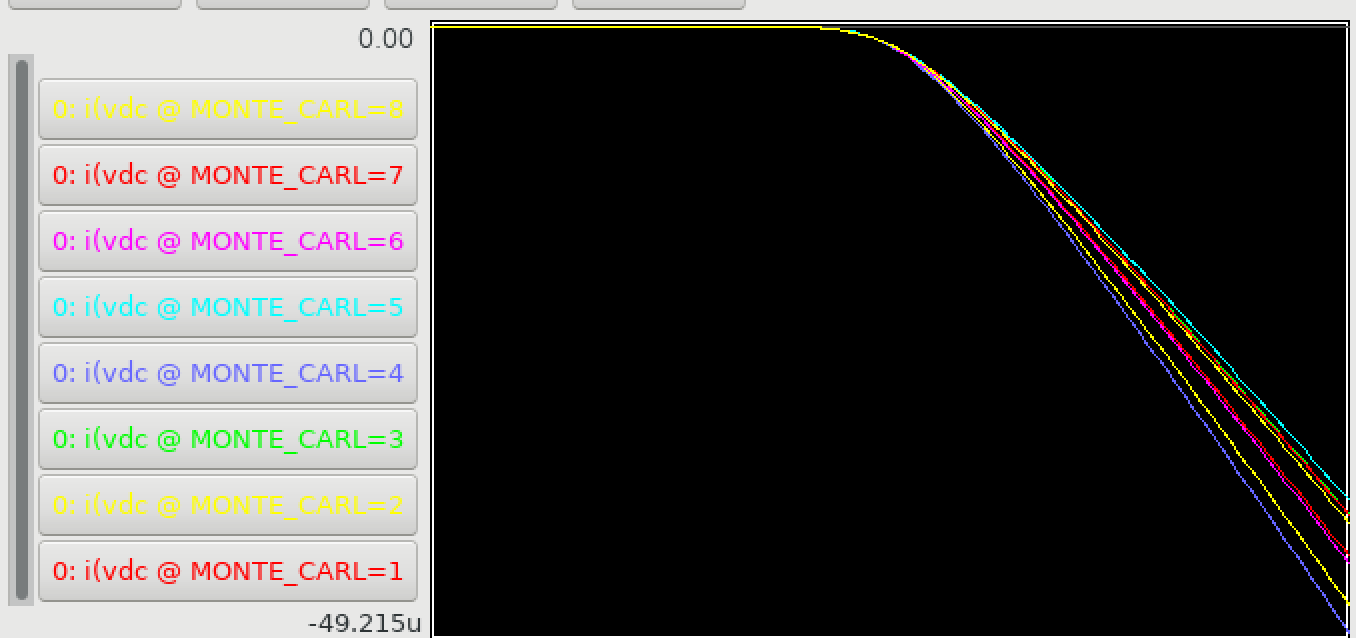 0.00
0: i(vdc @ MONTE_CARL=8
0: i(vdc @ MONTE_CARL=7
0: i(vdc @ MONTE_CARL=6
0: i(vdc @ MONTE_CARL=5
0: i(vdc @ MONTE_CARL=4
0: i(vdc @ MONTE_CARL=3
0: i(vdc @ MONTE_CARL=2
0: i(vdc @ MONTE_CARL=1
-49.215u